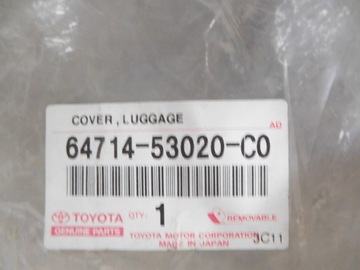 COVER, LUGGAGE
AD
64714-53020-C0
TOYOTA QTY: 1 REMOVABLE
GENUINE PARTS
TOYOTA MOTOR CORPORATION
MADE IN JAPAN 3C11